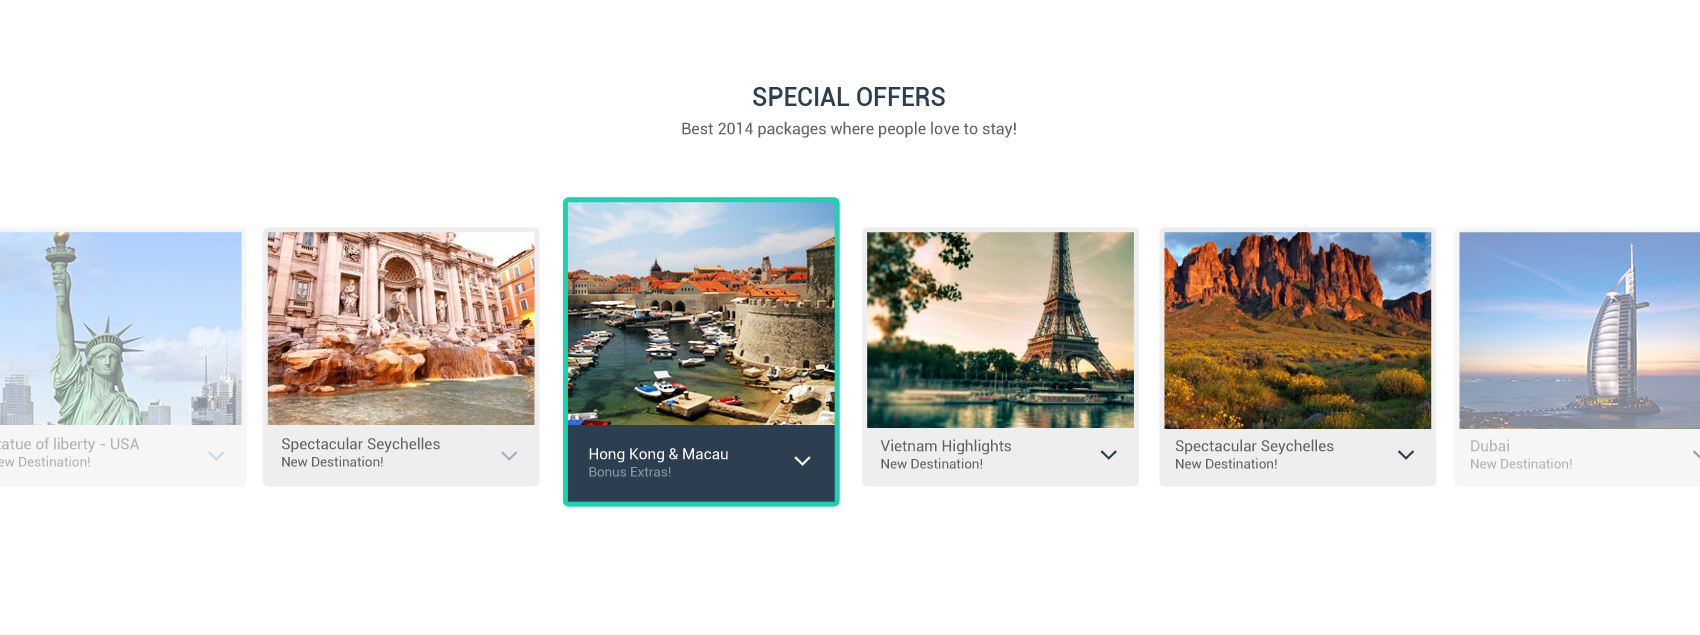 SPECIAL OFFERS
Best 2014 packages where people love to stay!
atue of liberty - USA
ew Destination!
Spectacular Seychelles
New Destination!
Hong Kong & Macau
Bonus Extras!
Vietnam Highlights
New Destination!
Spectacular Seychelles
New Destination!
Dubai
New Destination!